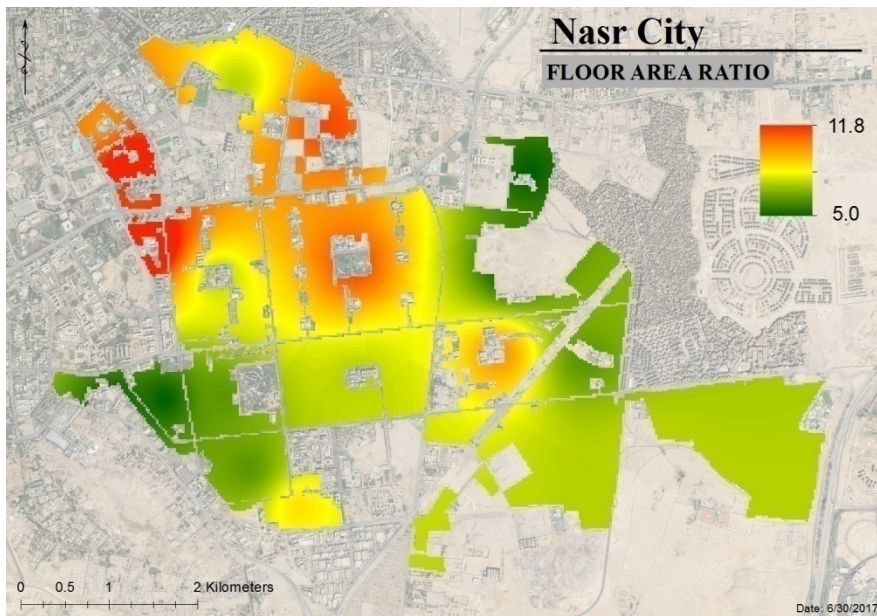 Nasr City
FLOOR AREA RATIO
11.8
5.0
0 0.5 1 2 Kilometers
Date: 6/30/2017